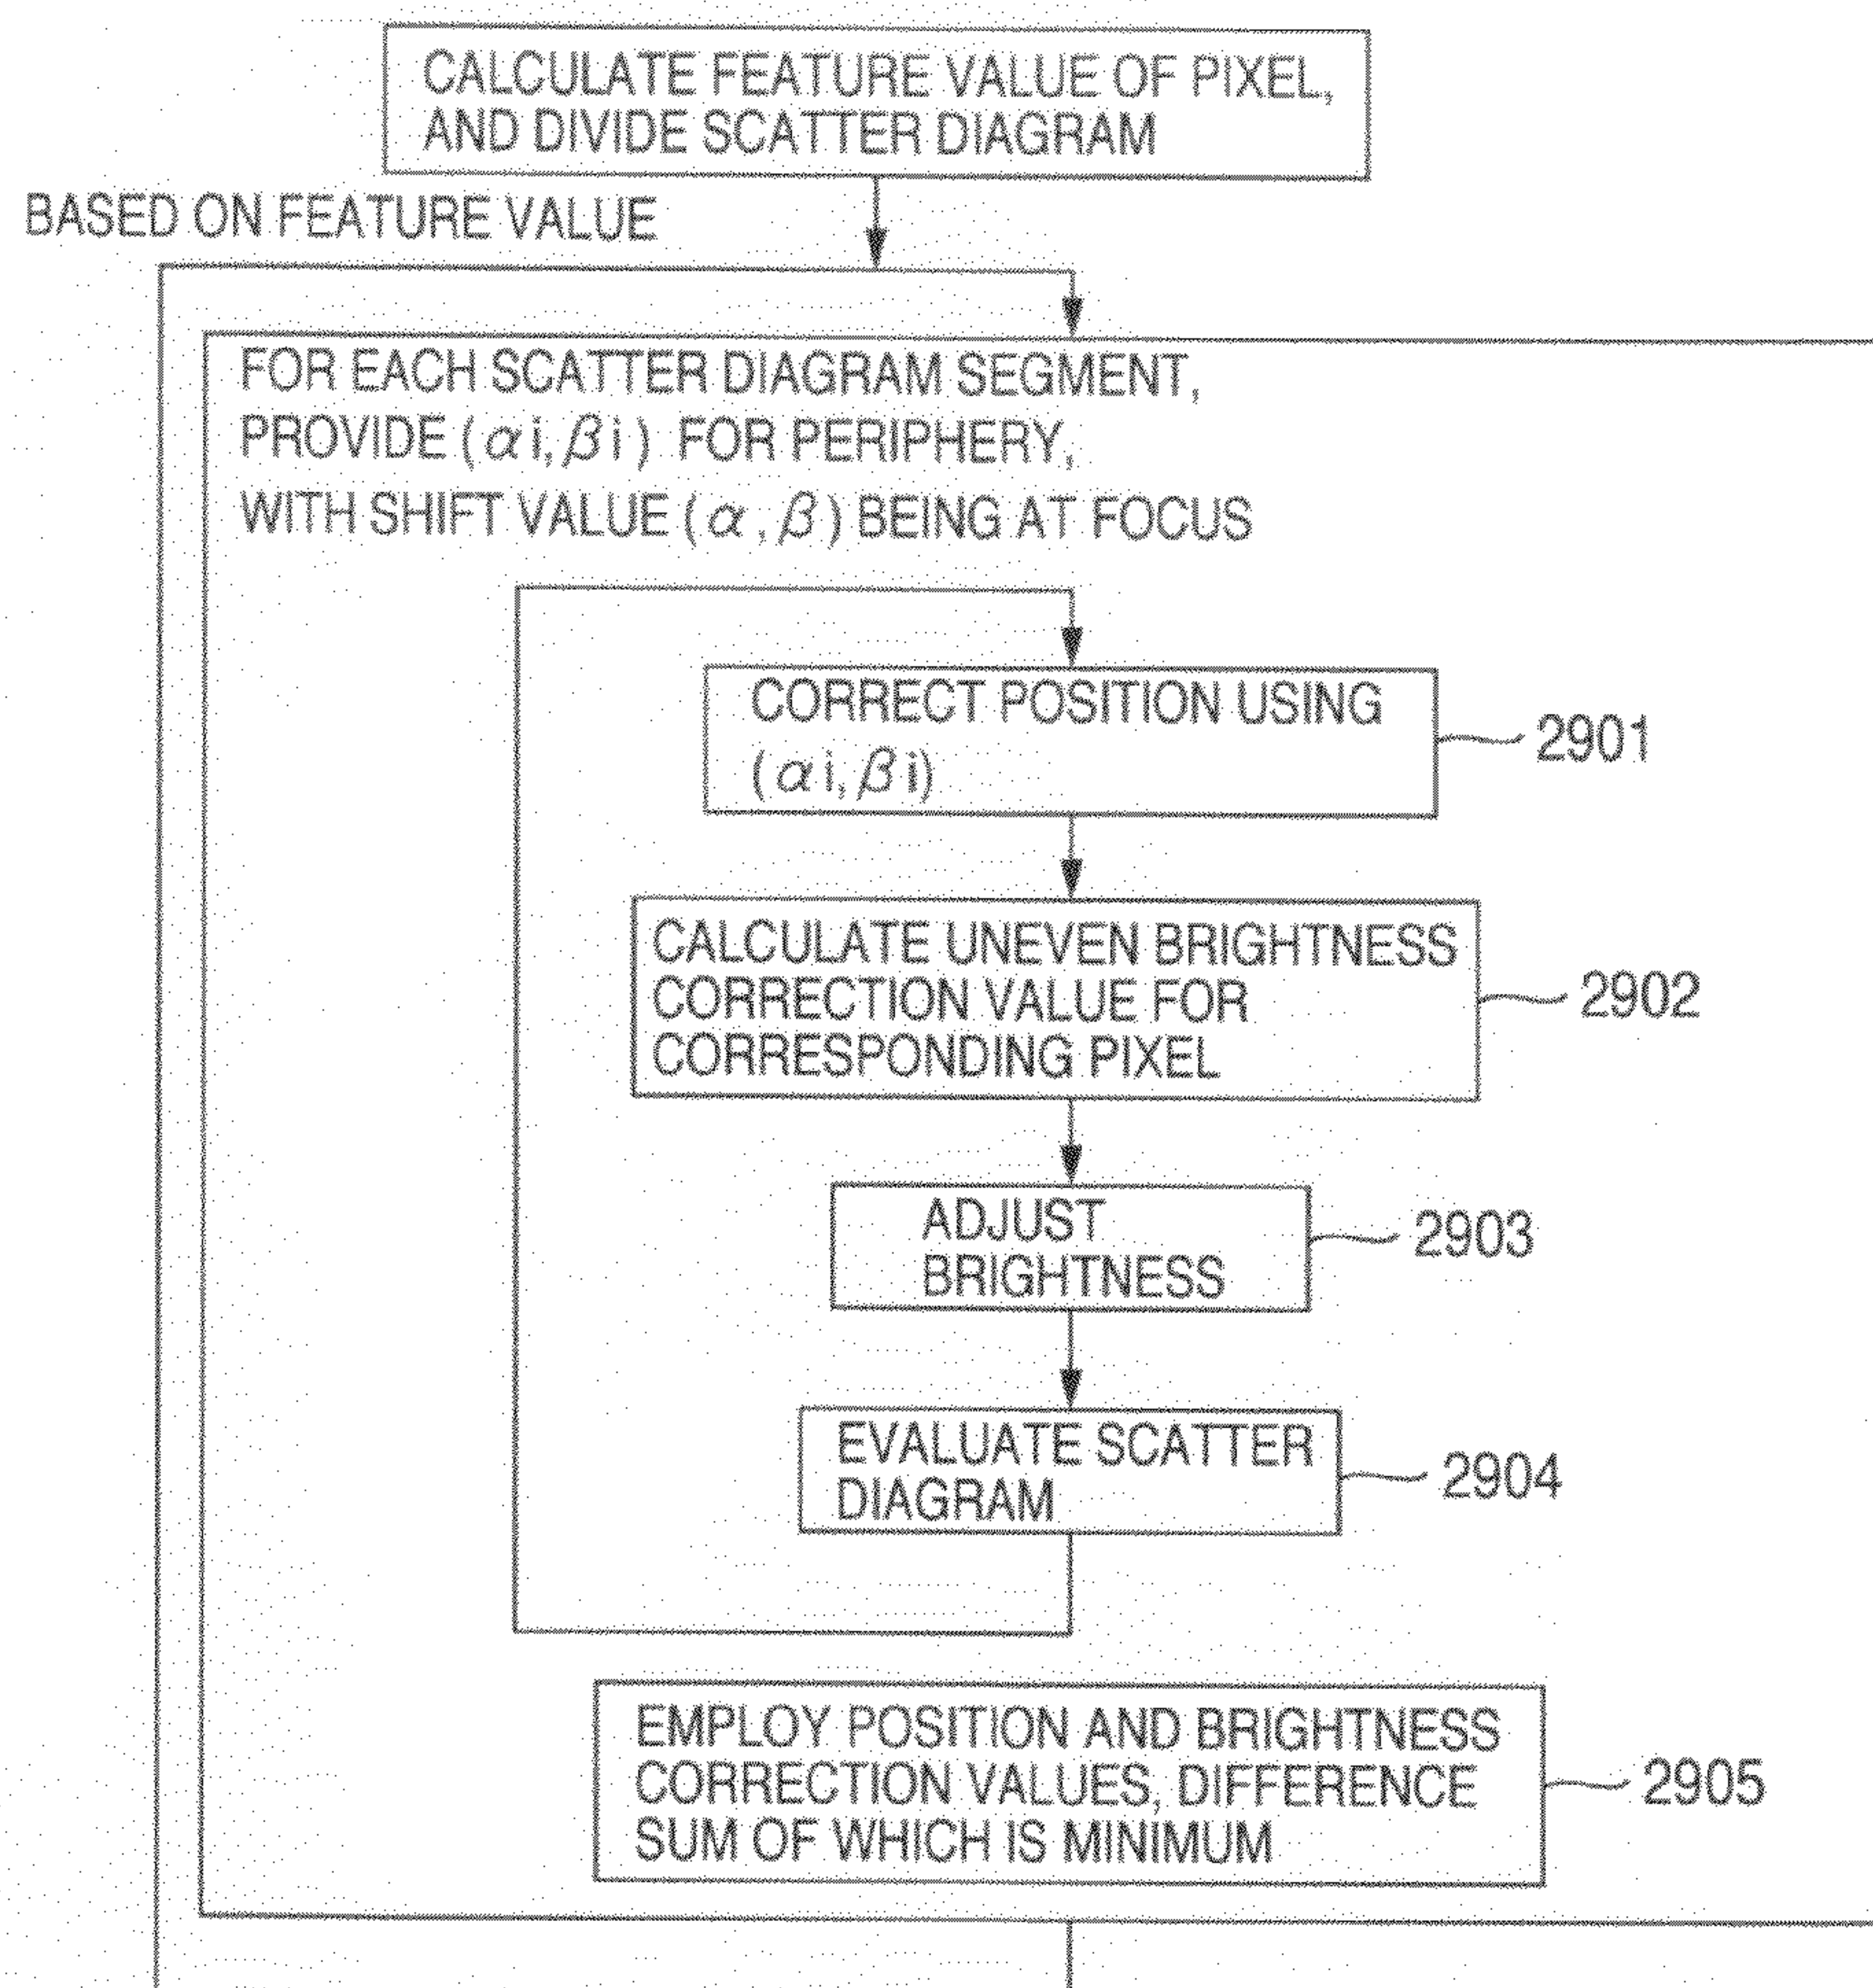 CALCULATE FEATURE VALUE OF PIXEL,
AND DIVIDE SCATTER DIAGRAM
BASED ON FEATURE VALUE
FOR EACH SCATTER DIAGRAM SEGMENT,
PROVIDE (αi, βi) FOR PERIPHERY,
WITH SHIFT VALUE (α, β) BEING AT FOCUS
CORRECT POSITION USING
(αi, βi)
2901
CALCULATE UNEVEN BRIGHTNESS
CORRECTION VALUE FOR
CORRESPONDING PIXEL
2902
ADJUST
BRIGHTNESS
2903
EVALUATE SCATTER
DIAGRAM
2904
EMPLOY POSITION AND BRIGHTNESS
CORRECTION VALUES, DIFFERENCE
SUM OF WHICH IS MINIMUM
2905